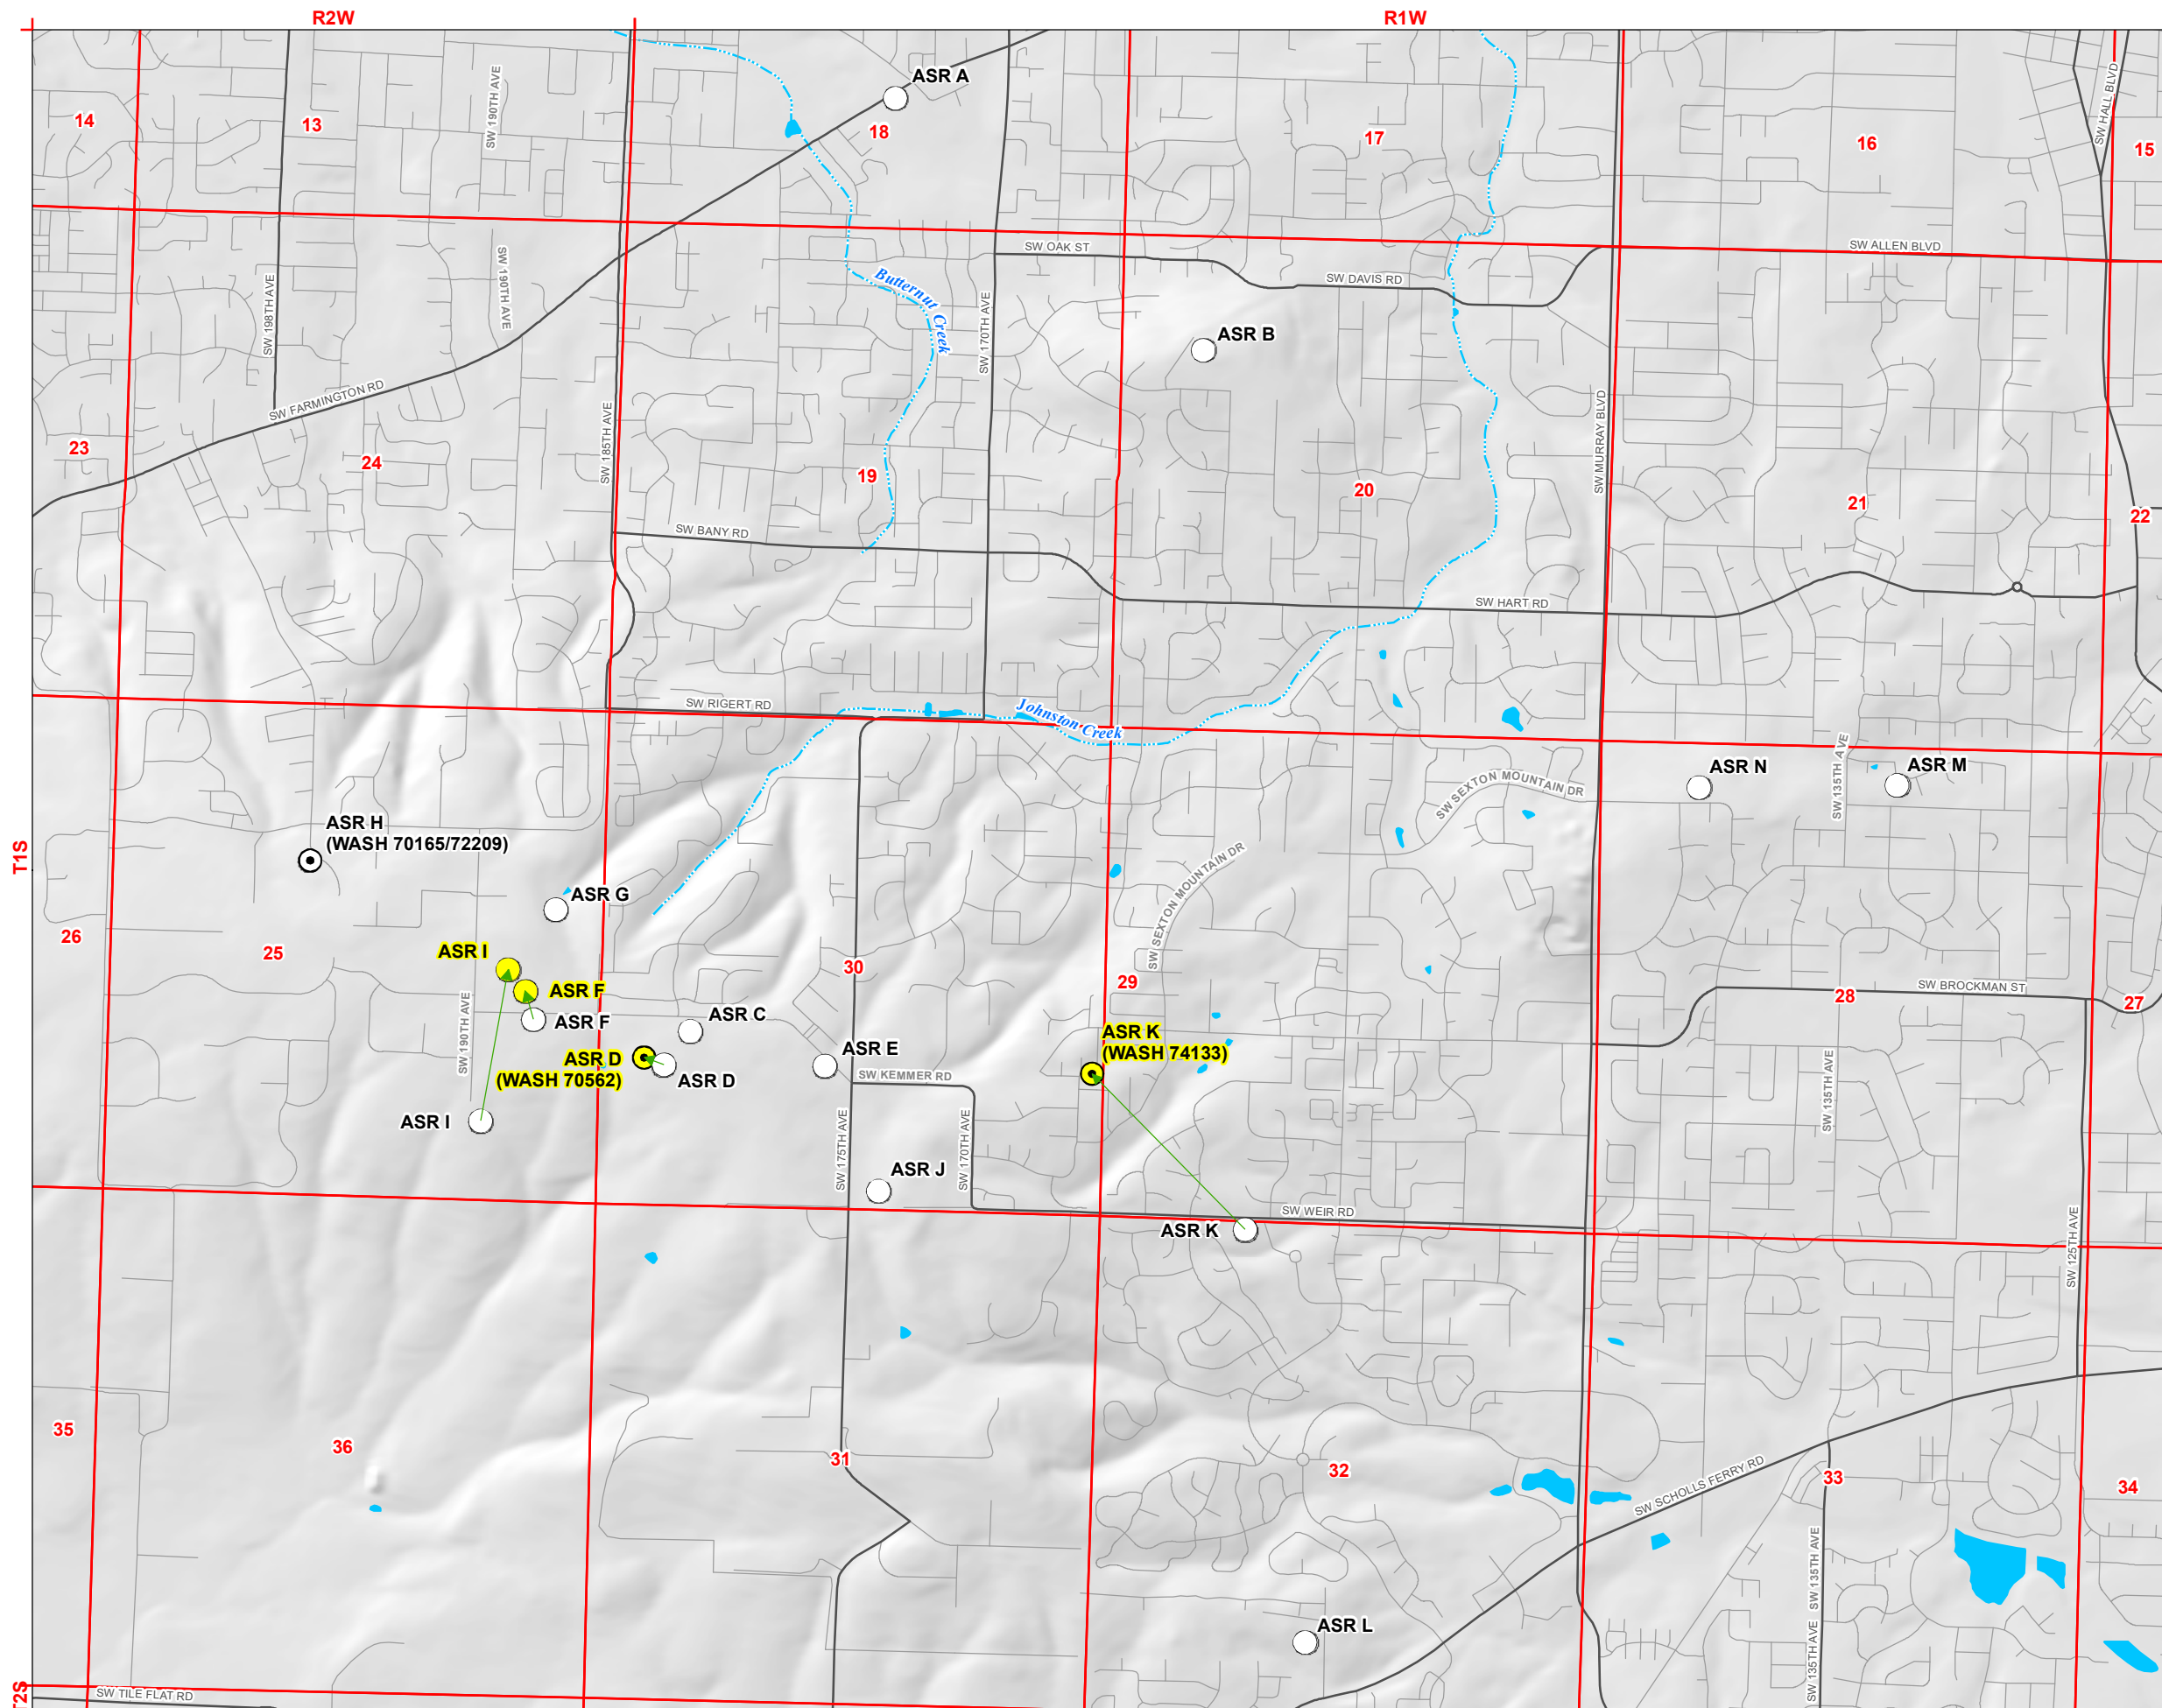 R2W
R1W
ASR A
SW 190TH AVE
SW HALL BLVD
14
13
18
17
16
15
SW OAK ST
SW ALLEN BLVD
SW DAVIS RD
SW 198TH AVE
SW 190TH AVE
Butternut Creek
SW 170TH AVE
ASR B
SW FARMINGTON RD
SW 185TH AVE
SW MURRAY BLVD
23
24
19
20
21
22
SW BANY RD
SW HART RD
SW RIGERT RD
Johnston Creek
SW 135TH AVE
ASR N
ASR M
SW SEXTON MOUNTAIN DR
ASR H
(WASH 70165/72209)
T1S
SW SEXTON MOUNTAIN DR
ASR G
26
25
ASR I
30
29
28
27
SW BROCKMAN ST
ASR F
ASR F
SW 190TH AVE
ASR C
ASR K
(WASH 74133)
ASR D
(WASH 70562)
ASR E
ASR D
SW KEMMER RD
SW 135TH AVE
ASR I
SW 175TH AVE
SW 170TH AVE
ASR J
SW WEIR RD
ASR K
SW 125TH AVE
35
36
31
32
33
34
SW SCHOLLS FERRY RD
SW 135TH AVE
ASR L
SW 135TH AVE
SW TILE FLAT RD
T2S